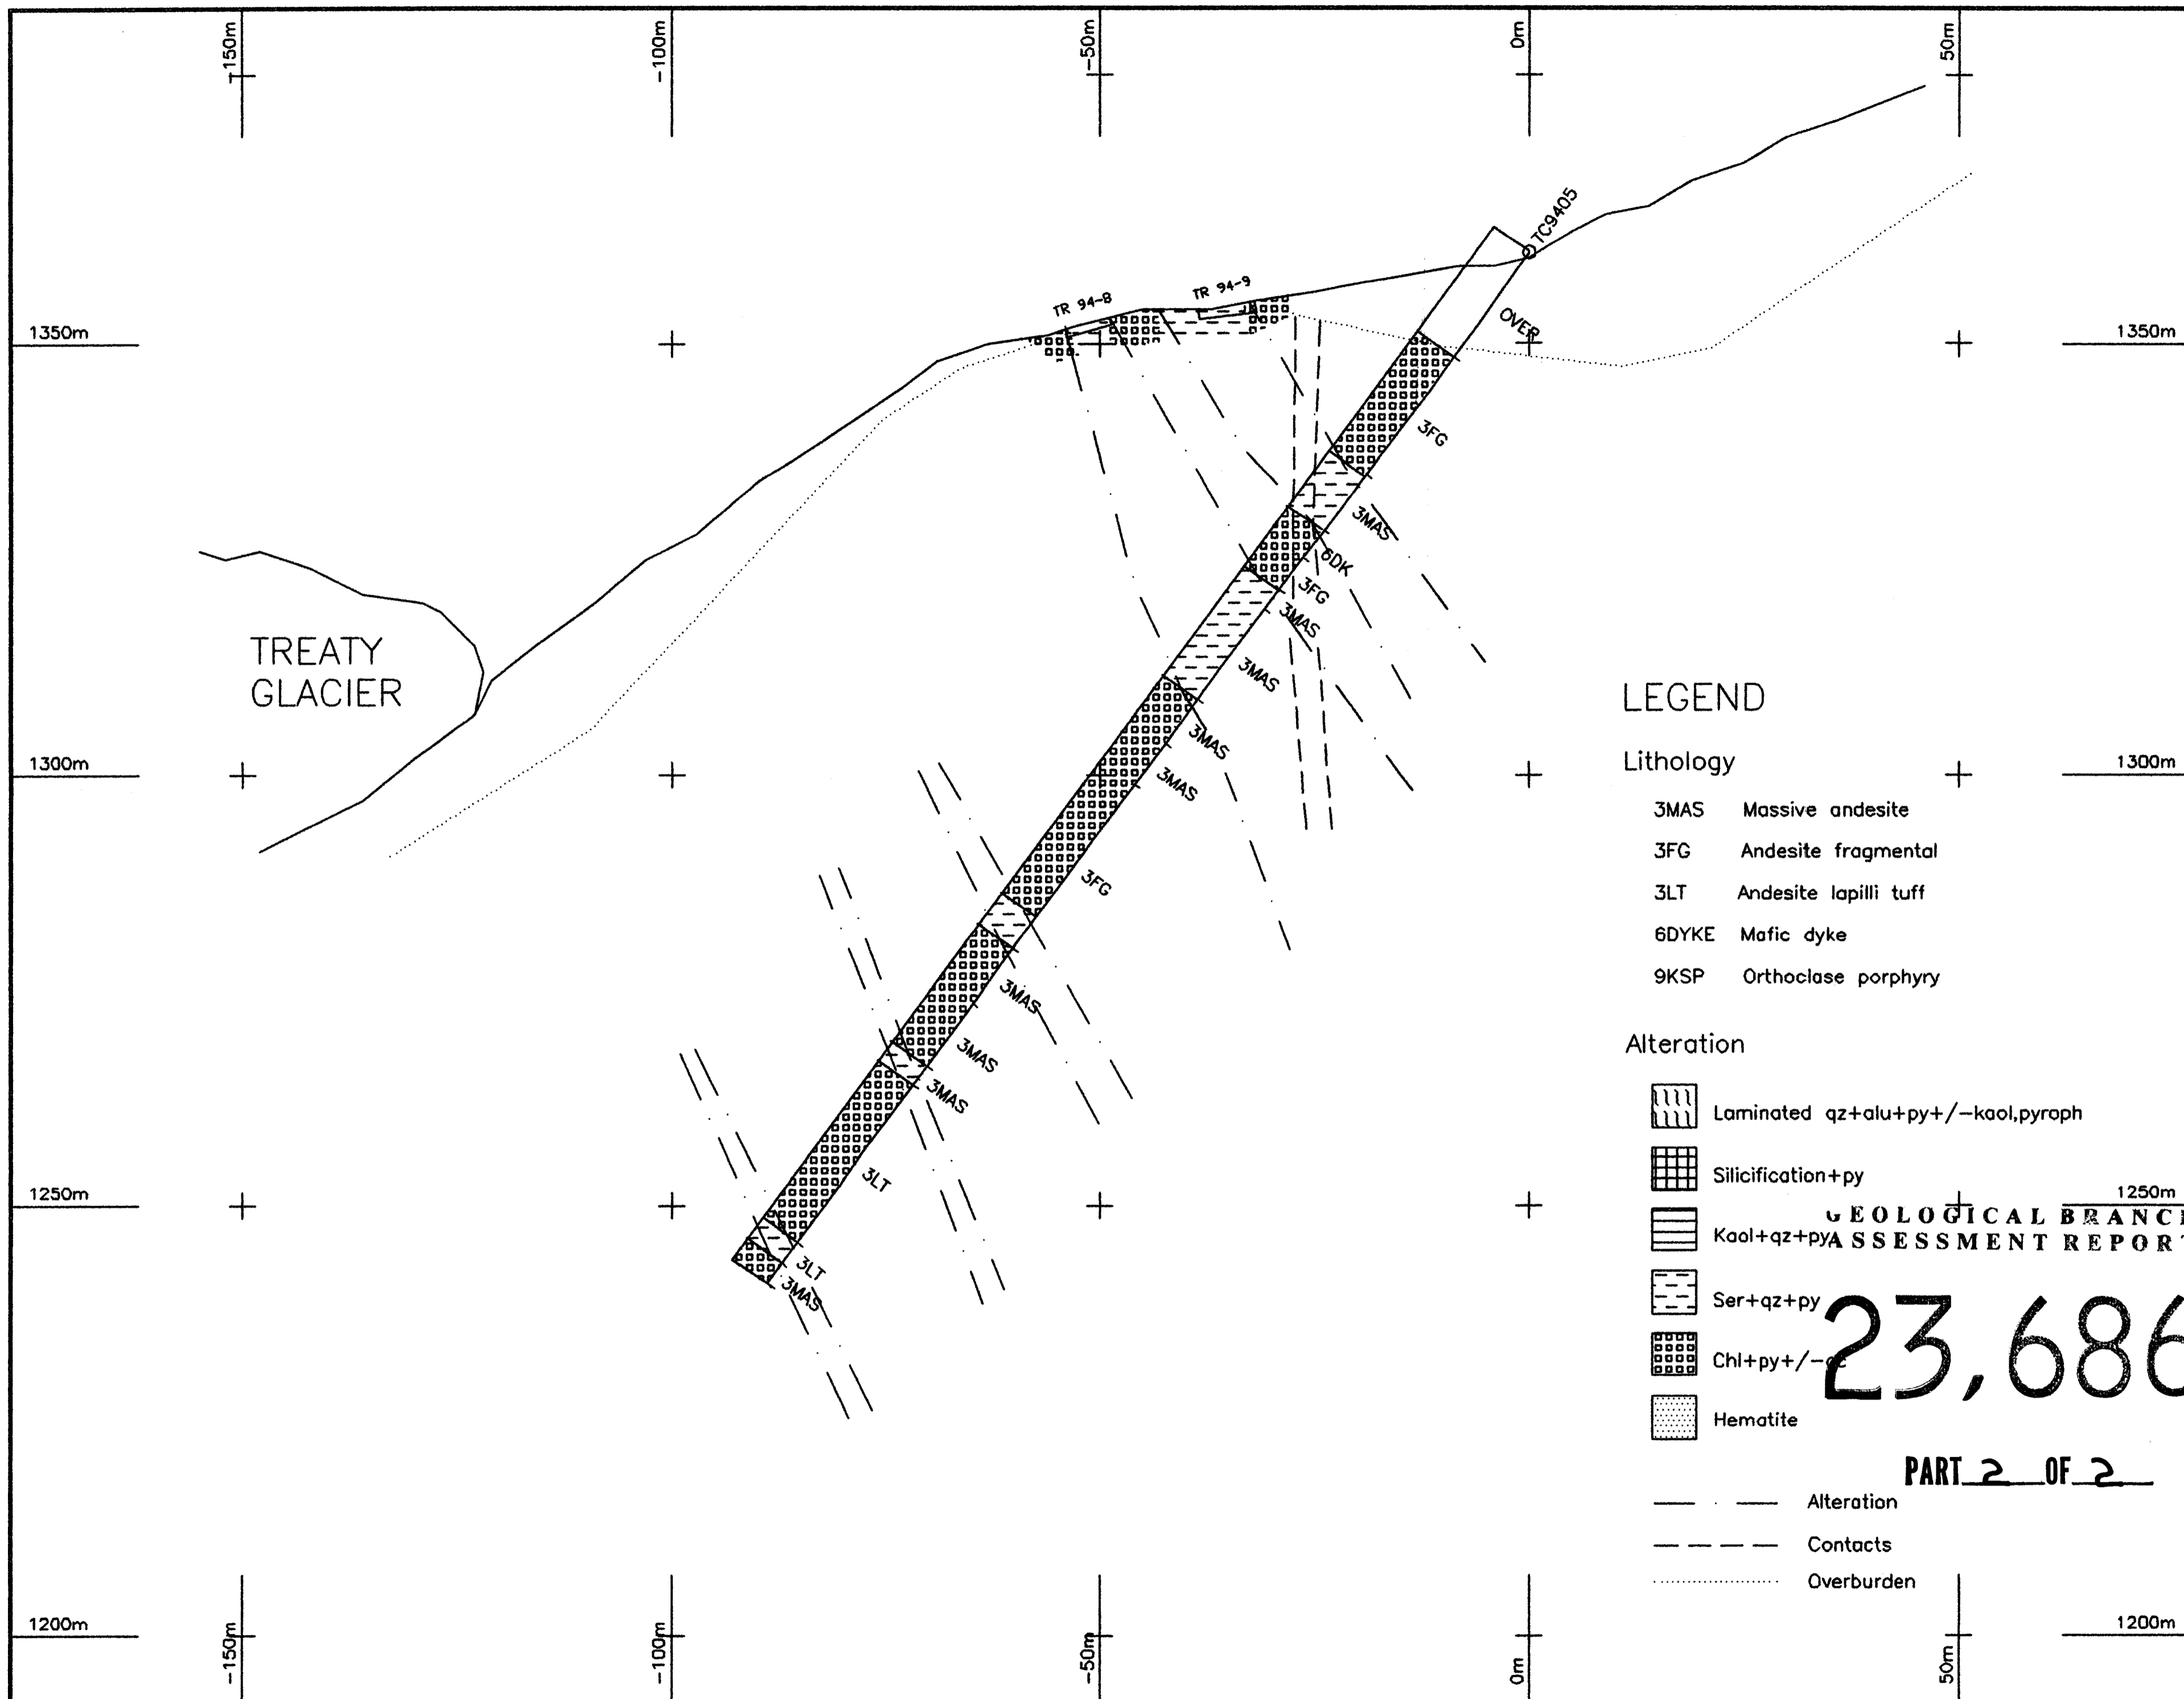 -150m
-100m
-50m
0m
50m
TC9405
TR 94-8
TR 94-9
1350m
1350m
OVER
3FG
3MAS
6DK
3FG
3MAS
TREATY
GLACIER
3MAS
3MAS
3MAS
1300m
1300m
3FG
3MAS
3MAS
3MAS
3LT
1250m
1250m
3LT
3MAS
LEGEND
Lithology
3MAS Massive andesite
3FG Andesite fragmental
3LT Andesite lapilli tuff
6DYKE Mafic dyke
9KSP Orthoclase porphyry
Alteration
Laminated qz+alu+py+/-kaol,pyroph
Silicification+py
Kaol+qz+py
Ser+qz+py
Chl+py+/-
Hematite
GEOLOGICAL BRANC
ASSESSMENT REPOR
23,686
PART 2 OF 2
Alteration
Contacts
Overburden
1200m
1200m
-150m
-100m
-50m
0m
50m